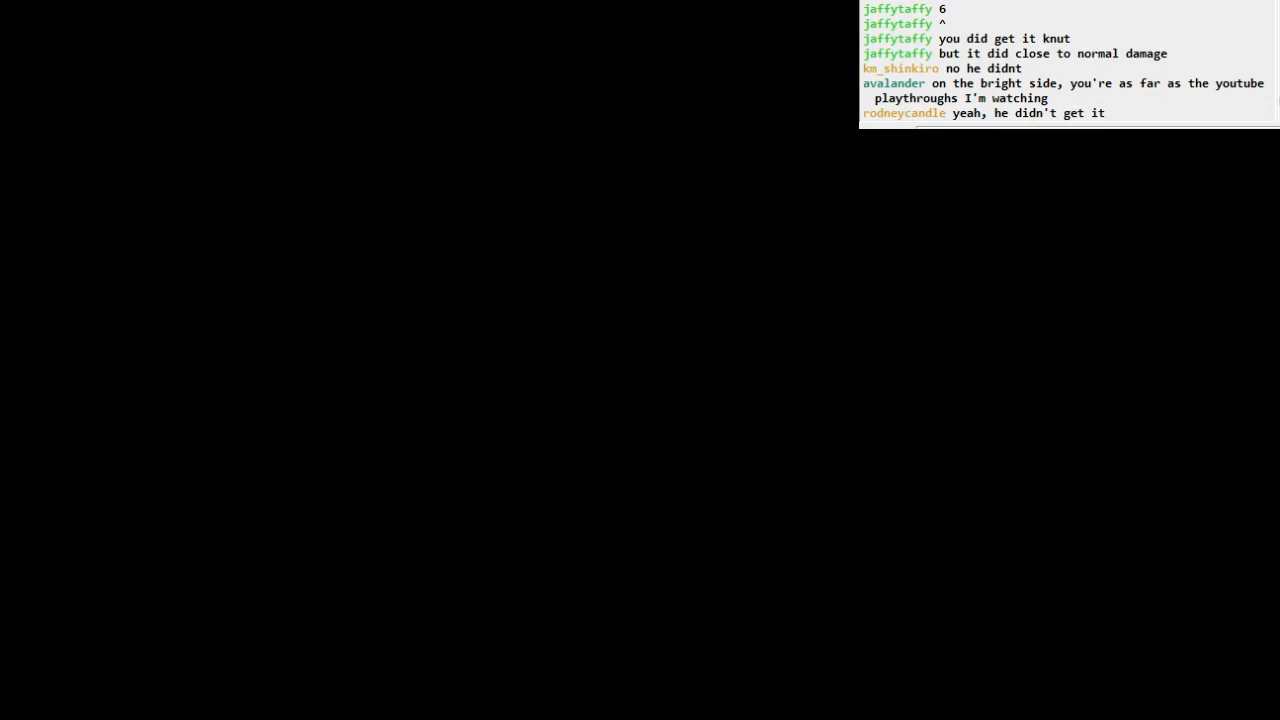 jaffytaffy 6
jaffytaffy ^
jaffytaffy you did get it knut
jaffytaffy but it did close to normal damage
km_shinkiro no he didnt
avalander on the bright side, you're as far as the youtube
playthroughs I'm watching
rodneycandle yeah, he didn't get it